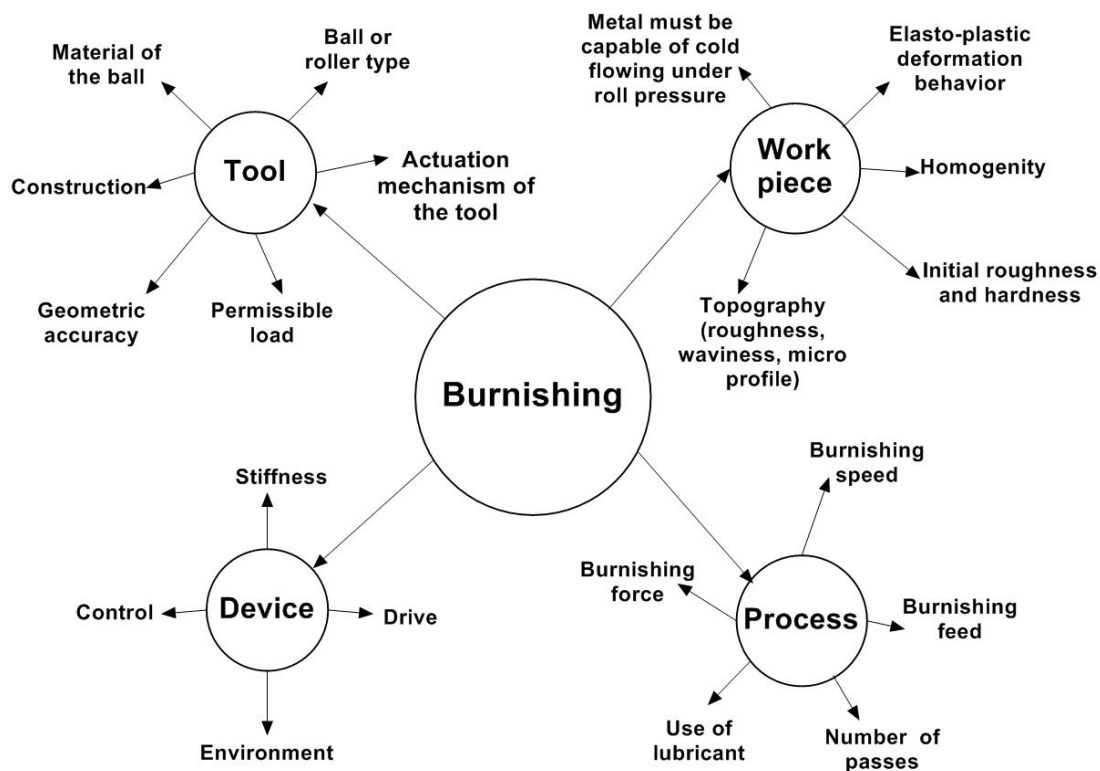 Material of
the ball
Ball or
roller type
Tool
Construction
Actuation
mechanism of
the tool
Geometric
accuracy
Permissible
load
Metal must be
capable of cold
flowing under
roll pressure
Elasto-plastic
deformation
behavior
Work
piece
Homogenity
Initial roughness
and hardness
Topography
(roughness,
waviness, micro
profile)
Burnishing
Stiffness
Control
Device
Drive
Environment
Burnishing
speed
Burnishing
force
Process
Burnishing
feed
Use of
lubricant
Number of
passes